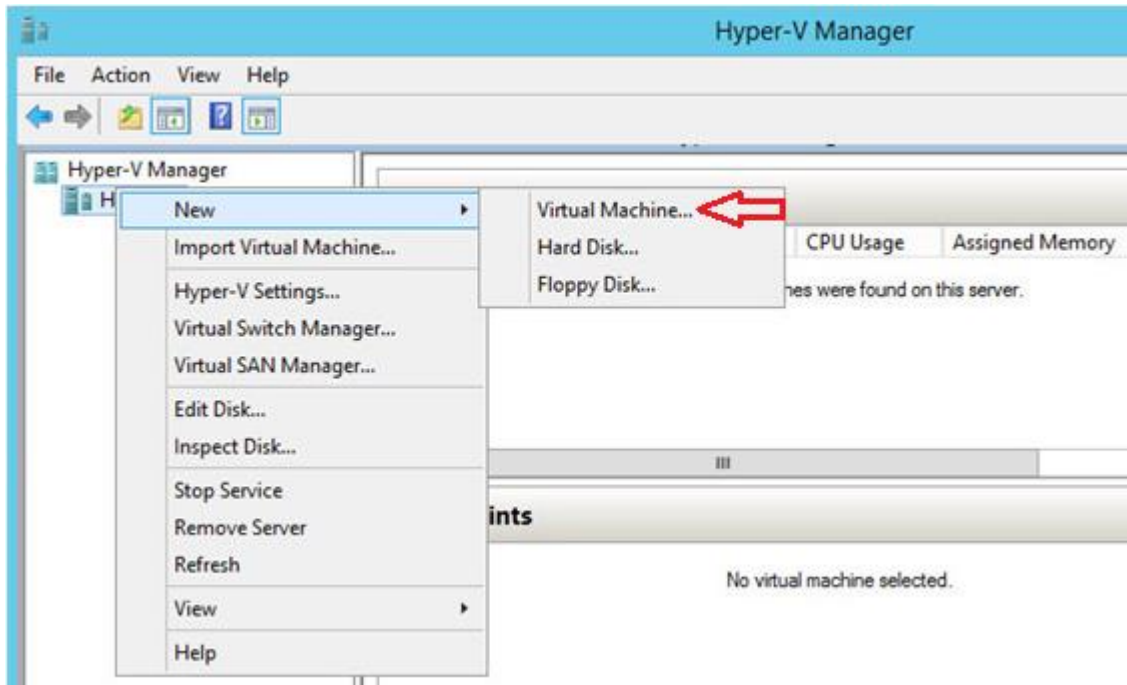 Hyper-V Manager
File Action View Help
Hyper-V Manager
H
New
Import Virtual Machine...
Hyper-V Settings...
Virtual Switch Manager...
Virtual SAN Manager...
Edit Disk...
Inspect Disk...
Stop Service
Remove Server
Refresh
View
Help
Virtual Machine...
Hard Disk...
Floppy Disk...
CPU Usage Assigned Memory
were found on this server.
No virtual machine selected.